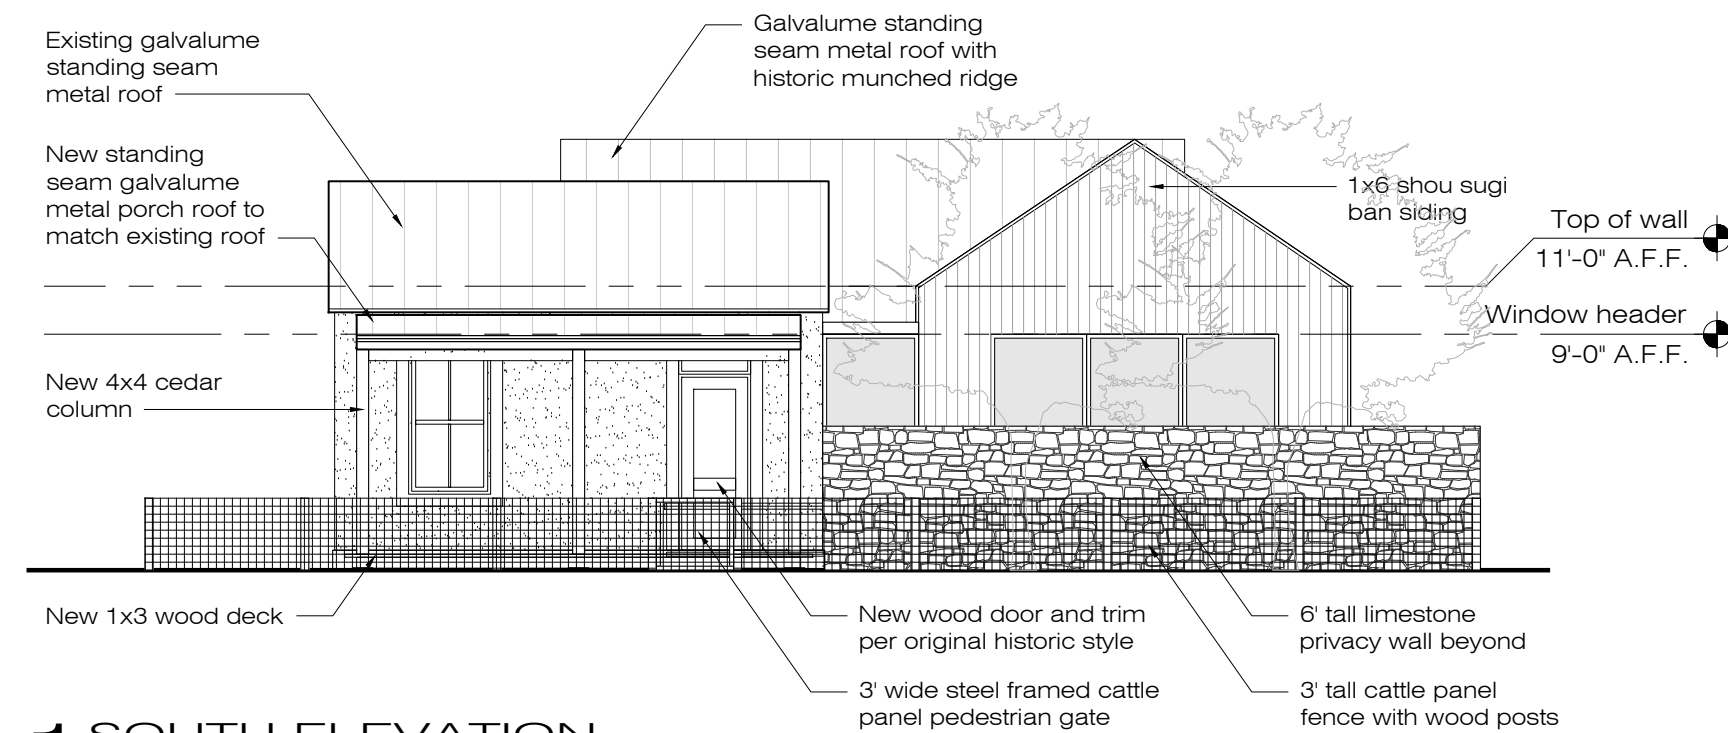 Existing galvalume
standing seam
metal roof
Galvalume standing
seam metal roof with
historic munched ridge
New standing
seam galvalume
metal porch roof to
match existing roof
1x6 shou sugi
ban siding
Top of wall
11'-0" A.F.F.
Window header
9'-0" A.F.F.
New 4x4 cedar
column
New 1x3 wood deck
New wood door and trim
per original historic style
6' tall limestone
privacy wall beyond
3' wide steel framed cattle
panel pedestrian gate
3' tall cattle panel
fence with wood posts
1 SOUTH ELEVATION